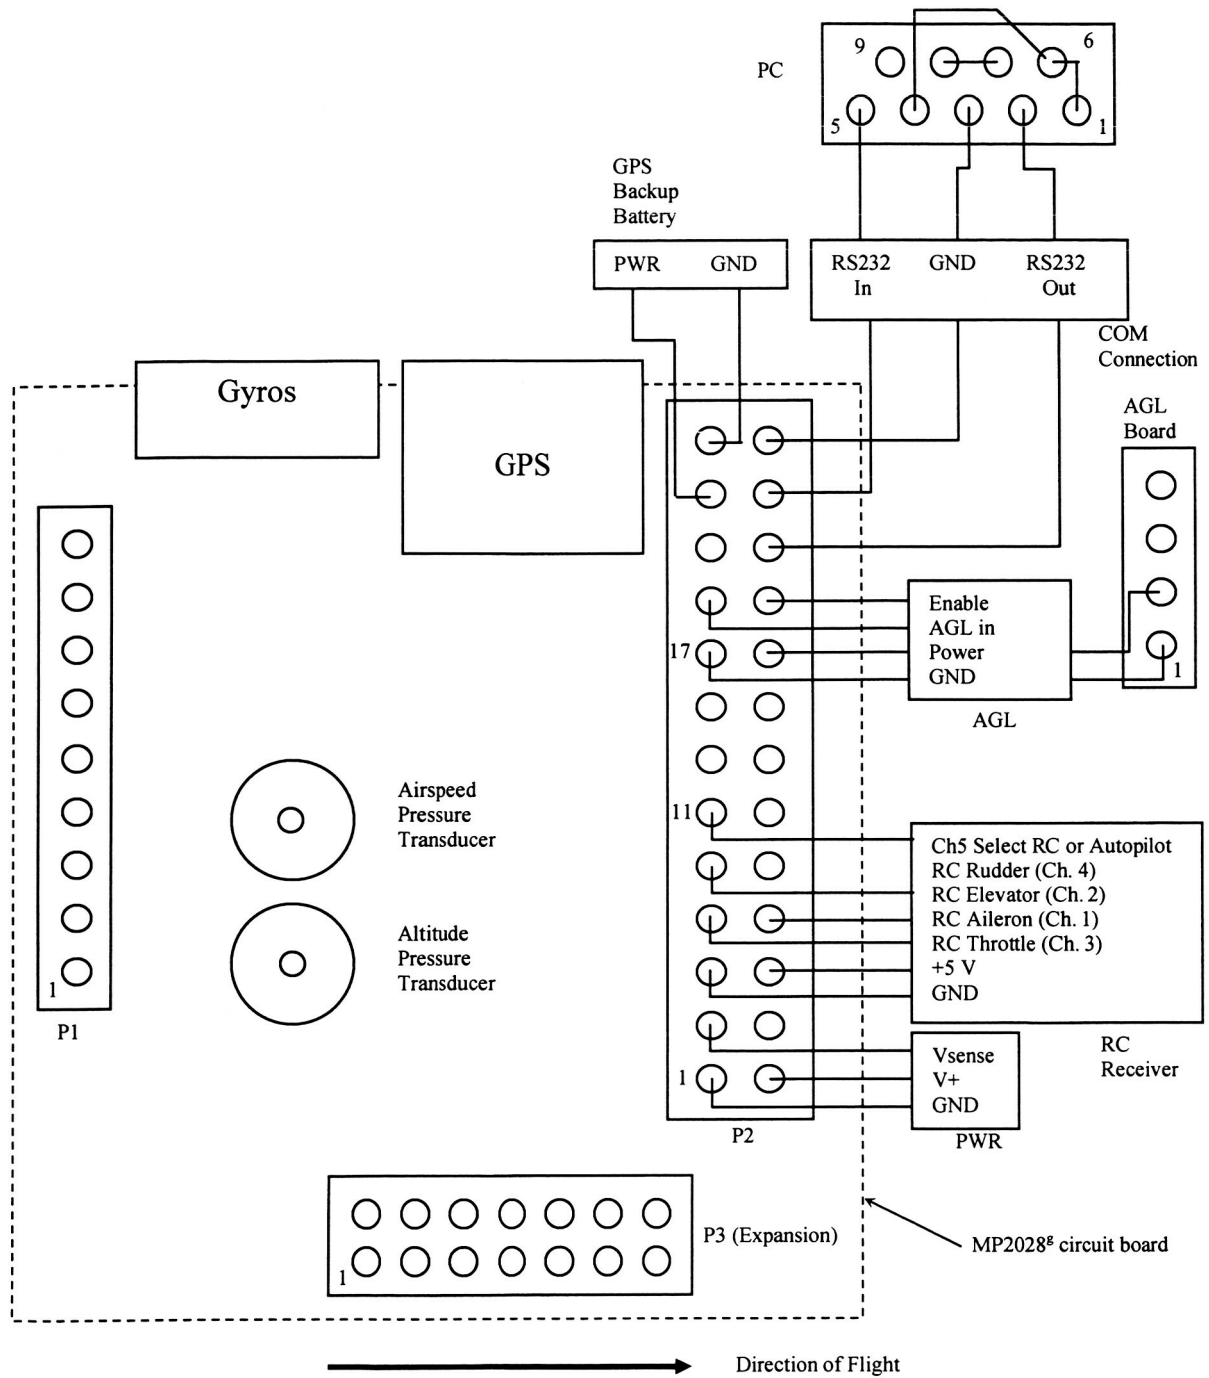 9
6
PC
5
1
GPS
Backup
Battery
PWR GND
RS232 GND RS232
In Out
COM
Connection
Gyros
GPS
AGL
Board
Enable
AGL in
17
Power
GND
1
AGL
Airspeed
Pressure
Transducer
11
Ch5 Select RC or Autopilot
RC Rudder (Ch. 4)
RC Elevator (Ch. 2)
RC Aileron (Ch. 1)
RC Throttle (Ch. 3)
+5 V
GND
Altitude
Pressure
Transducer
1
P1
RC
Receiver
Vsense
1
V+
GND
P2
PWR
P3 (Expansion)
1
MP2028g circuit board
Direction of Flight